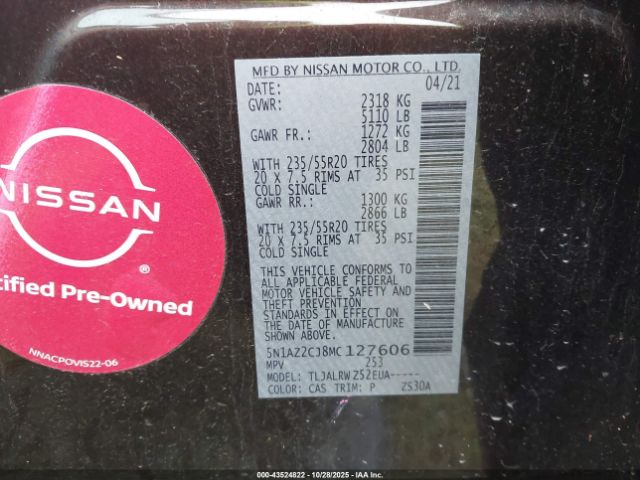 MFD BY NISSAN MOTOR CO., LTD.
DATE: 04/21
GVWR: 2318 KG
5110 LB
GAWR FR.: 1272 KG
2804 LB
WITH 235/55R20 TIRES
20 X 7.5 RIMS AT 35 PSI
COLD SINGLE
GAWR RR.: 1300 KG
2866 LB
WITH 235/55R20 TIRES
20 X 7.5 RIMS AT 35 PSI
COLD SINGLE
THIS VEHICLE CONFORMS TO
ALL APPLICABLE FEDERAL
MOTOR VEHICLE SAFETY AND
THEFT PREVENTION
STANDARDS IN EFFECT ON
THE DATE OF MANUFACTURE
SHOWN ABOVE.
5N1AZ2CJ8MC127606
MPV 253
MODEL: TLJALRWZ52EUA-----
COLOR: CAS TRIM: P ZS30A
NISSAN
®
tified Pre-Owned
NNACPOVIS22-06
000-43524822 - 10/28/2025 - IAAI.com